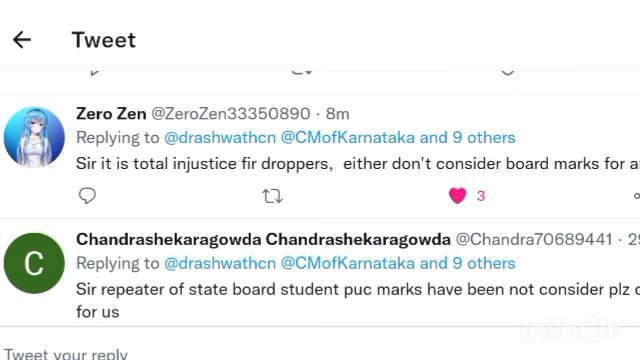 Tweet
Zero Zen @ZeroZen33350890 · 8m
Replying to @drashwathcn @CMofKarnataka and 9 others
Sir it is total injustice fir droppers, either don't consider board marks for
3
Chandrashekaragowda Chandrashekaragowda @Chandra70689441 ·
C
Replying to @drashwathcn @CMofKarnataka and 9 others
Sir repeater of state board student puc marks have been not consider plz
for us
Tweet your reply